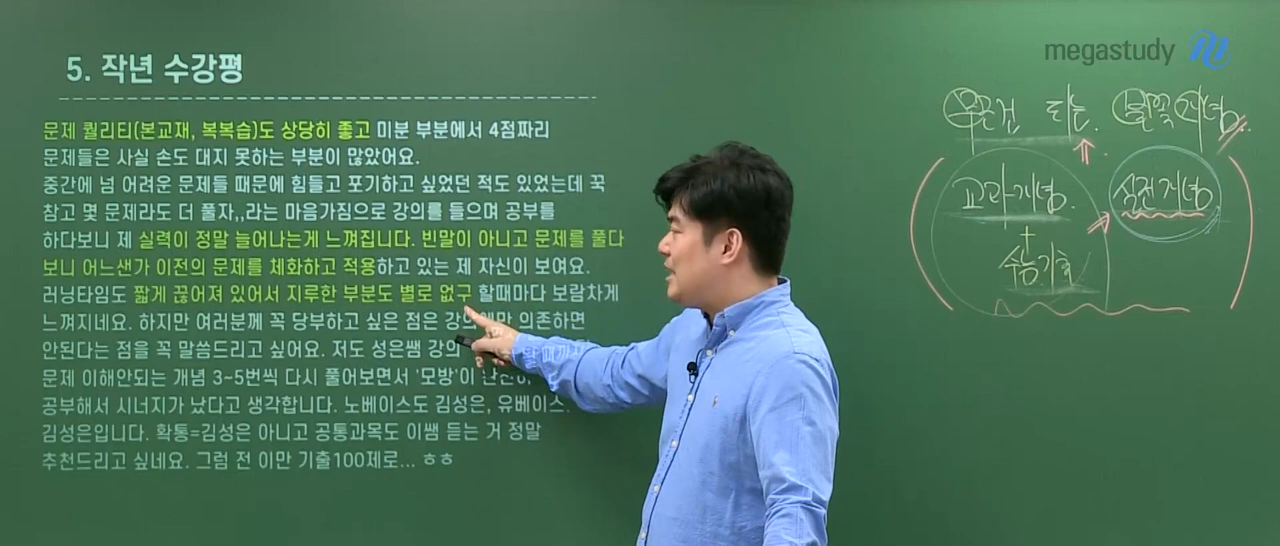 5. 작년 수강평
문제 퀄리티(본교재, 복복습)도 상당히 좋고 미분 부분에서 4점짜리
문제들은 사실 손도 대지 못하는 부분이 많았어요.
중간에 넘 어려운 문제들 때문에 힘들고 포기하고 싶었던 적도 있었는데 꾹
참고 몇 문제라도 더 풀자,,라는 마음가짐으로 강의를 들으며 공부를
하다보니 제 실력이 정말 늘어나는게 느껴집니다. 빈말이 아니고 문제를 풀다
보니 어느샌가 이전의 문제를 체화하고 적용하고 있는 제 자신이 보여요.
러닝타임도 짧게 끊어져 있어서 지루한 부분도 별로 없구 할때마다 보람차게
느껴지네요. 하지만 여러분께 꼭 당부하고 싶은 점은 강의에만 의존하면
안된다는 점을 꼭 말씀드리고 싶어요. 저도 성은쌤 강의
문제 이해안되는 개념 3~5번씩 다시 풀어보면서 '모방'이
공부해서 시너지가 났다고 생각합니다. 노베이스도 김성은, 유베이스.
김성은입니다. 확통=김성은 아니고 공통과목도 이쌤 듣는 거 정말
추천드리고 싶네요. 그럼 전 이만 기출100제로... ㅎㅎ
megastudy
무근건 되는 불꽃개념
교과개념
실전개념
+
수능기출